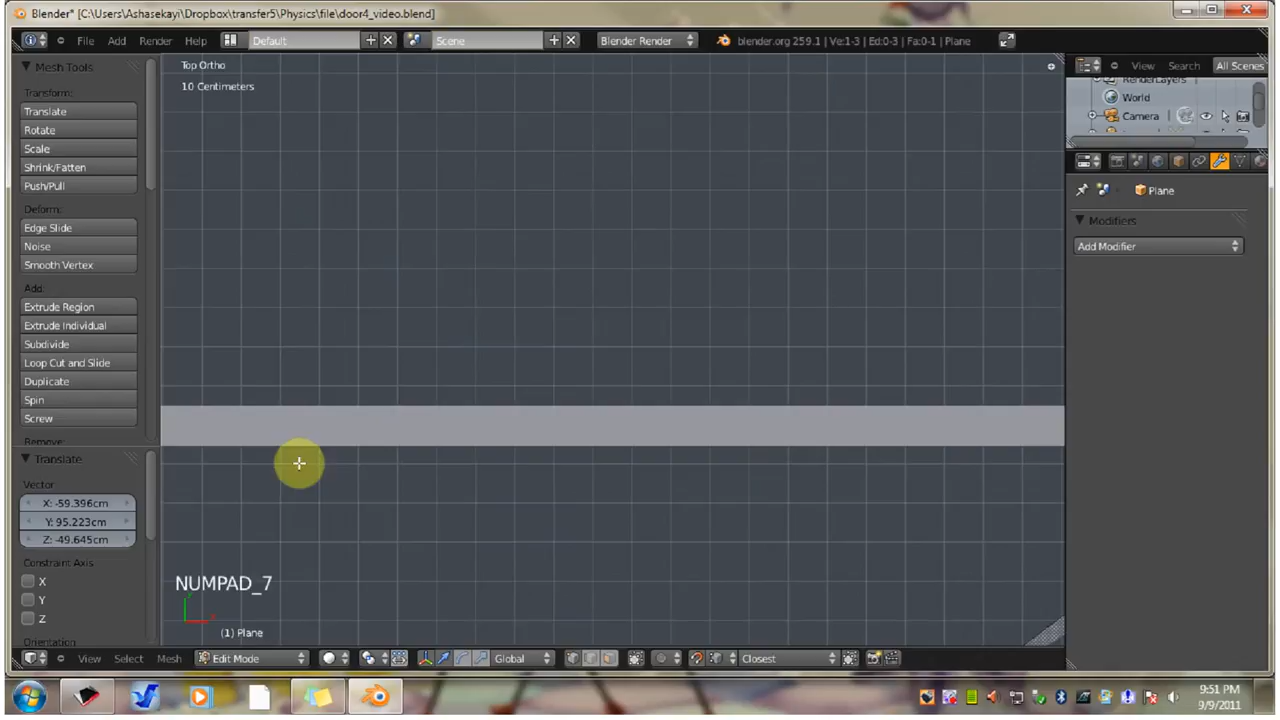 Blender* [C:\Users\Ashasekayi\Dropbox\transfer5\Physics\file\door4_video.blend]
File Add Render Help Default Scene Blender Render blender.org 259.1 | Ve:1-3 | Ed:0-3 | Fa:0-1 | Plane
View Search All Scenes
RenderLayers
World
Camera
Plane
Modifiers
Add Modifier
Mesh Tools
Transform:
Translate
Rotate
Scale
Shrink/Fatten
Push/Pull
Deform:
Edge Slide
Noise
Smooth Vertex
Add:
Extrude Region
Extrude Individual
Subdivide
Loop Cut and Slide
Duplicate
Spin
Screw
Remove:
Translate
Vector
X: -59.396cm
Y: 95.223cm
Z: -49.645cm
Constraint Axis
X
Y
Z
Orientation
Top Ortho
10 Centimeters
NUMPAD_7
(1) Plane
View Select Mesh Edit Mode Global Closest
9:51 PM
9/9/2011